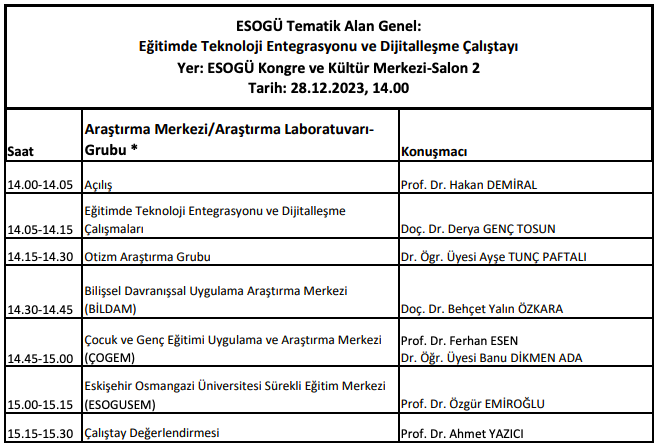 ESOGÜ Tematik Alan Genel:
Eğitimde Teknoloji Entegrasyonu ve Dijitalleşme Çalıştayı
Yer: ESOGÜ Kongre ve Kültür Merkezi-Salon 2
Tarih: 28.12.2023, 14.00
Saat
Araştırma Merkezi/Araştırma Laboratuvarı-
Grubu *
Konuşmacı
14.00-14.05 Açılış Prof. Dr. Hakan DEMİRAL
14.05-14.15
Eğitimde Teknoloji Entegrasyonu ve Dijitalleşme
Çalışmaları
Doç. Dr. Derya GENÇ TOSUN
14.15-14.30 Otizm Araştırma Grubu Dr. Ögr. Üyesi Ayşe TUNÇ PAFTALI
14.30-14.45
Bilişsel Davranışsal Uygulama Araştırma Merkezi
(BİLDAM)
Doç. Dr. Behçet Yalın ÖZKARA
14.45-15.00
Çocuk ve Genç Eğitimi Uygulama ve Araştırma Merkezi
(ÇOGEM)
Prof. Dr. Ferhan ESEN
Dr. Öğr. Üyesi Banu DİKMEN ADA
15.00-15.15
Eskişehir Osmangazi Üniversitesi Sürekli Eğitim Merkezi
(ESOGUSEM)
Prof. Dr. Özgür EMİROĞLU
15.15-15.30 Çalıştay Değerlendirmesi Prof. Dr. Ahmet YAZICI